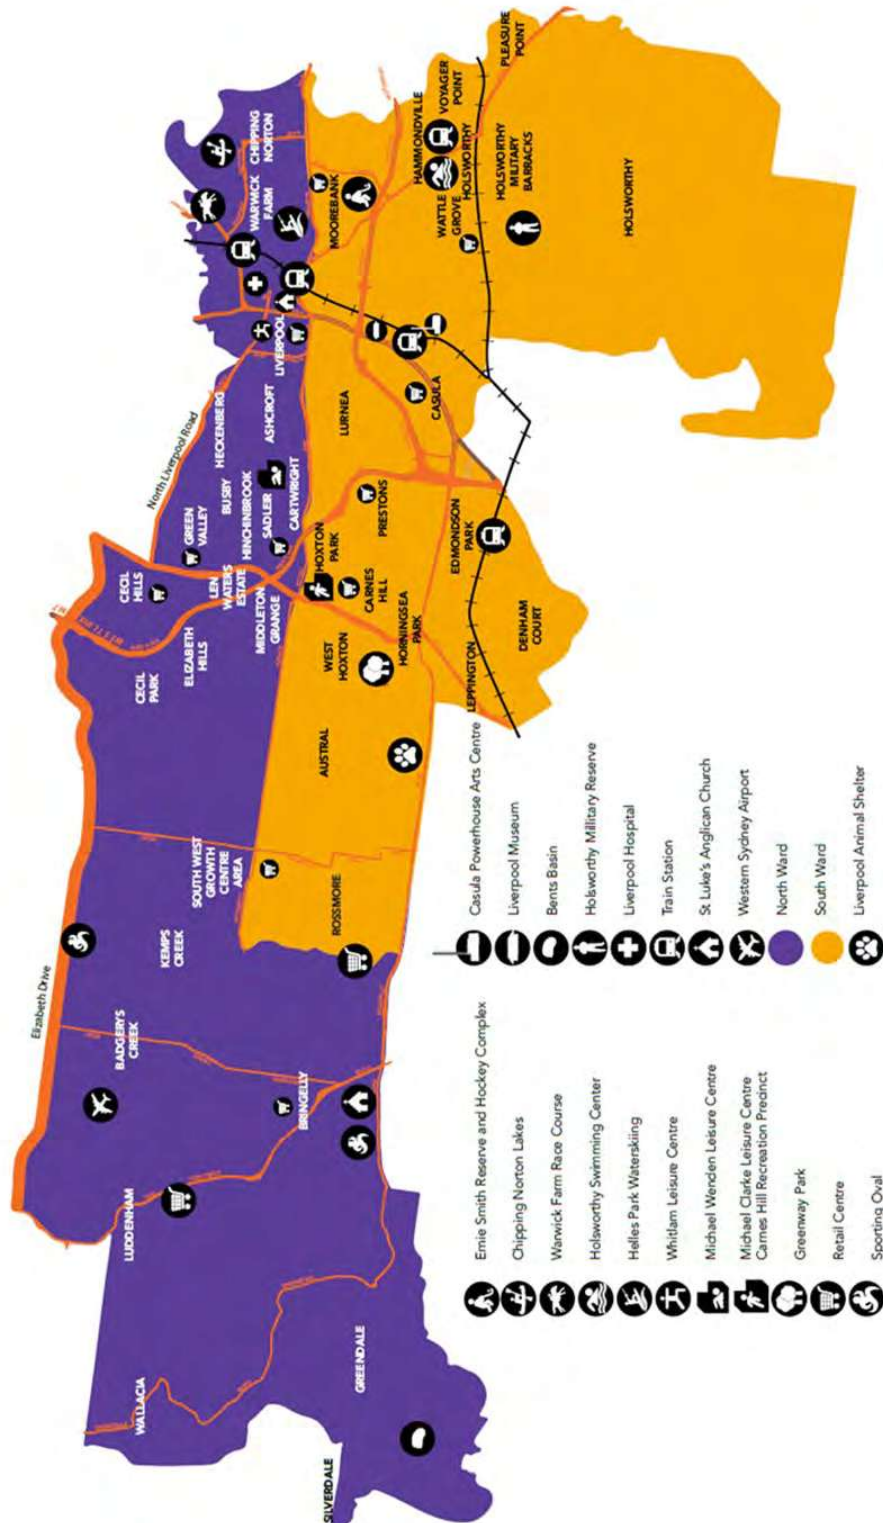 Elizabeth Drive
North Liverpool Road
M7
WALLACIA
SILVERDALE
GREENDALE
LUDDENHAM
BADGERYS
CREEK
BRINGELLY
KEMPS
CREEK
SOUTH WEST
GROWTH
CENTRE
AREA
ROSSMORE
AUSTRAL
CECIL
PARK
CECIL
HILLS
ELIZABETH
HILLS
MIDDLETON
GRANGE
LEN
WATERS
ESTATE
GREEN
VALLEY
HINCHINBROOK
BUSBY
HECKENBERG
SADLEIR
CARTWRIGHT
ASHCROFT
LIVERPOOL
WARWICK
FARM
CHIPPING
NORTON
WEST
HOXTON
HOXTON
PARK
CARNES
HILL
HORNINGSEA
PARK
PRESTONS
LURNEA
CASULA
MOOREBANK
HAMMONDVILLE
WATTLE
GROVE
VOYAGER
POINT
PLEASURE
POINT
HOLSWORTHY
HOLSWORTHY
MILITARY
BARRACKS
HOLSWORTHY
EDMONDSON
PARK
DENHAM
COURT
LEPPINGTON
Ernie Smith Reserve and Hockey Complex
Chipping Norton Lakes
Warwick Farm Race Course
Holsworthy Swimming Center
Helles Park Waterskiing
Whitlam Leisure Centre
Michael Wenden Leisure Centre
Michael Clarke Leisure Centre
Carnes Hill Recreation Precinct
Greenway Park
Retail Centre
Sporting Oval
Casula Powerhouse Arts Centre
Liverpool Museum
Bents Basin
Holsworthy Military Reserve
Liverpool Hospital
Train Station
St Luke's Anglican Church
Western Sydney Airport
North Ward
South Ward
Liverpool Animal Shelter